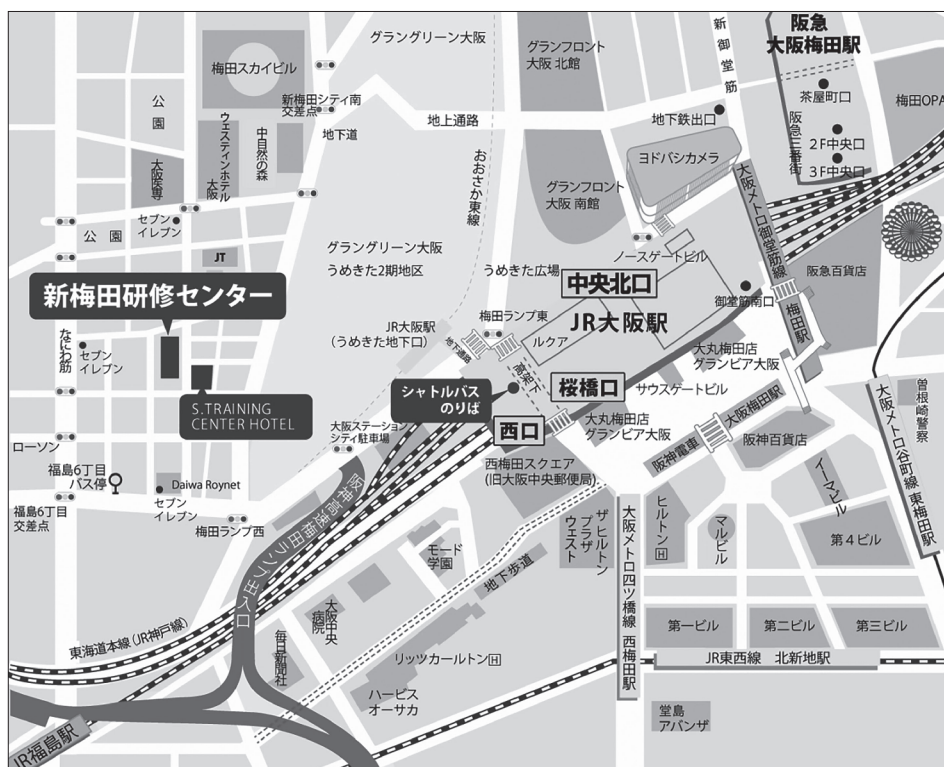 グラングリーン大阪
グランフロント
大阪 北館
新御堂筋
阪急
大阪梅田駅
梅田スカイビル
公園
新梅田シティ南
交差点
ウェスティンホテル
大阪
中自然の森
地下道
地上通路
地下鉄出口
茶屋町口
梅田OPA
阪急三番街
2F中央口
3F中央口
ヨドバシカメラ
おおさか東線
大阪医専
セブン
イレブン
公園
JT
グランフロント
大阪 南館
大阪メトロ御堂筋線
梅田駅
グラングリーン大阪
うめきた2期地区
うめきた広場
ノースゲートビル
阪急百貨店
新梅田研修センター
中央北口
JR大阪駅
御堂筋南口
なにわ筋
セブン
イレブン
JR大阪駅
(うめきた地下口)
梅田ランプ東
地下通路
ルクア
高架下
大丸梅田店
グランビア大阪
サウスゲートビル
S.TRAINING
CENTER HOTEL
シャトルバス
のりば
桜橋口
西口
大丸梅田店
グランビア大阪
大阪梅田駅
阪神電車
阪神百貨店
曽根崎警察
大阪メトロ谷町線 東梅田駅
ローソン
大阪ステーション
シティ駐車場
福島6丁目
バス停
Daiwa Roynet
セブン
イレブン
福島6丁目
交差点
梅田ランプ西
阪神高速梅田ランプ出入口
西梅田スクエア
(旧大阪中央郵便局)
ザ ヒルトン
プラザ
ウェスト
大阪メトロ四ツ橋線 西梅田駅
ヒルトン H
マルビル
イーマビル
第4ビル
モード
学園
地下歩道
大阪中央
病院
毎日新聞社
東海道本線(JR神戸線)
リッツカールトン H
ハービス
オーサカ
第一ビル
第二ビル
第三ビル
JR東西線 北新地駅
堂島
アバンザ
JR福島駅